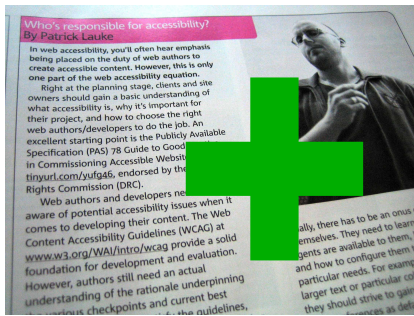 Who's responsible for accessibility?
By Patrick Lauke
In web accessibility, you'll often hear emphasis
being placed on the duty of web authors to
create accessible content. However, this is only
one part of the web accessibility equation.
Right at the planning stage, clients and site
owners should gain a basic understanding of
what accessibility is, why it's important for
their project, and how to choose the right
web authors/developers to do the job. An
excellent starting point is the Publicly Available
Specification (PAS) 78 Guide to Good
in Commissioning Accessible
tinyurl.com/yufg46, endorsed by the
Rights Commission (DRC).
Web authors and developers
aware of potential accessibility issues when it
comes to developing their content. The Web
Content Accessibility Guidelines (WCAG) at
www.w3.org/WAI/intro/wcag provide a solid
foundation for development and evaluation.
However, authors still need an actual
understanding of the rationale underpinning
various checkpoints and current best
the guidelines,
there has to be an onus
They need to learn
are available to them,
and how to configure them
particular needs. For
larger text or particular
they should strive to
as